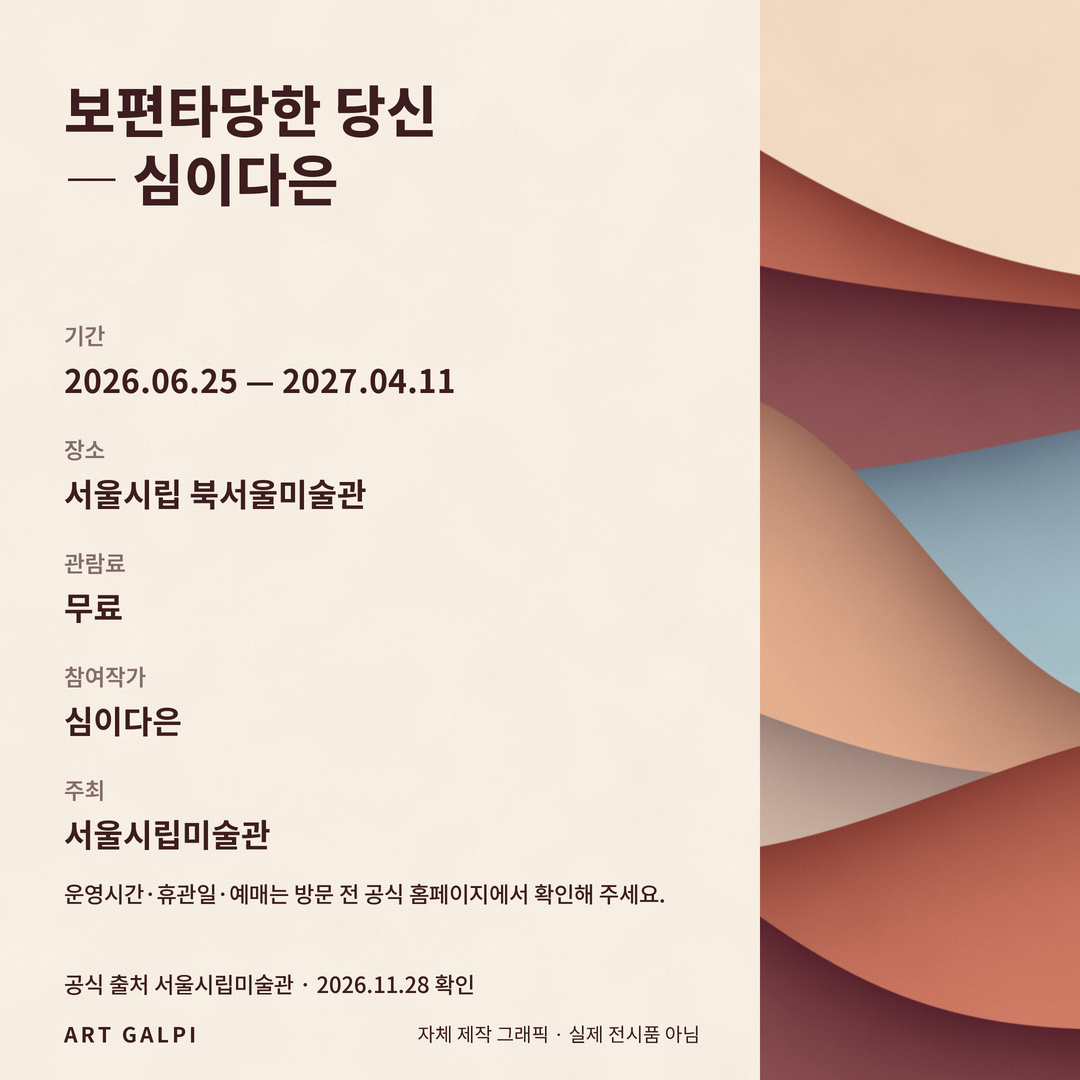 보편타당한 당신
— 심이다은
기간
2026.06.25 — 2027.04.11
장소
서울시립 북서울미술관
관람료
무료
참여작가
심이다은
주최
서울시립미술관
운영시간·휴관일·예매는 방문 전 공식 홈페이지에서 확인해 주세요.
공식 출처 서울시립미술관 · 2026.11.28 확인
ART GALPI
자체 제작 그래픽 · 실제 전시품 아님